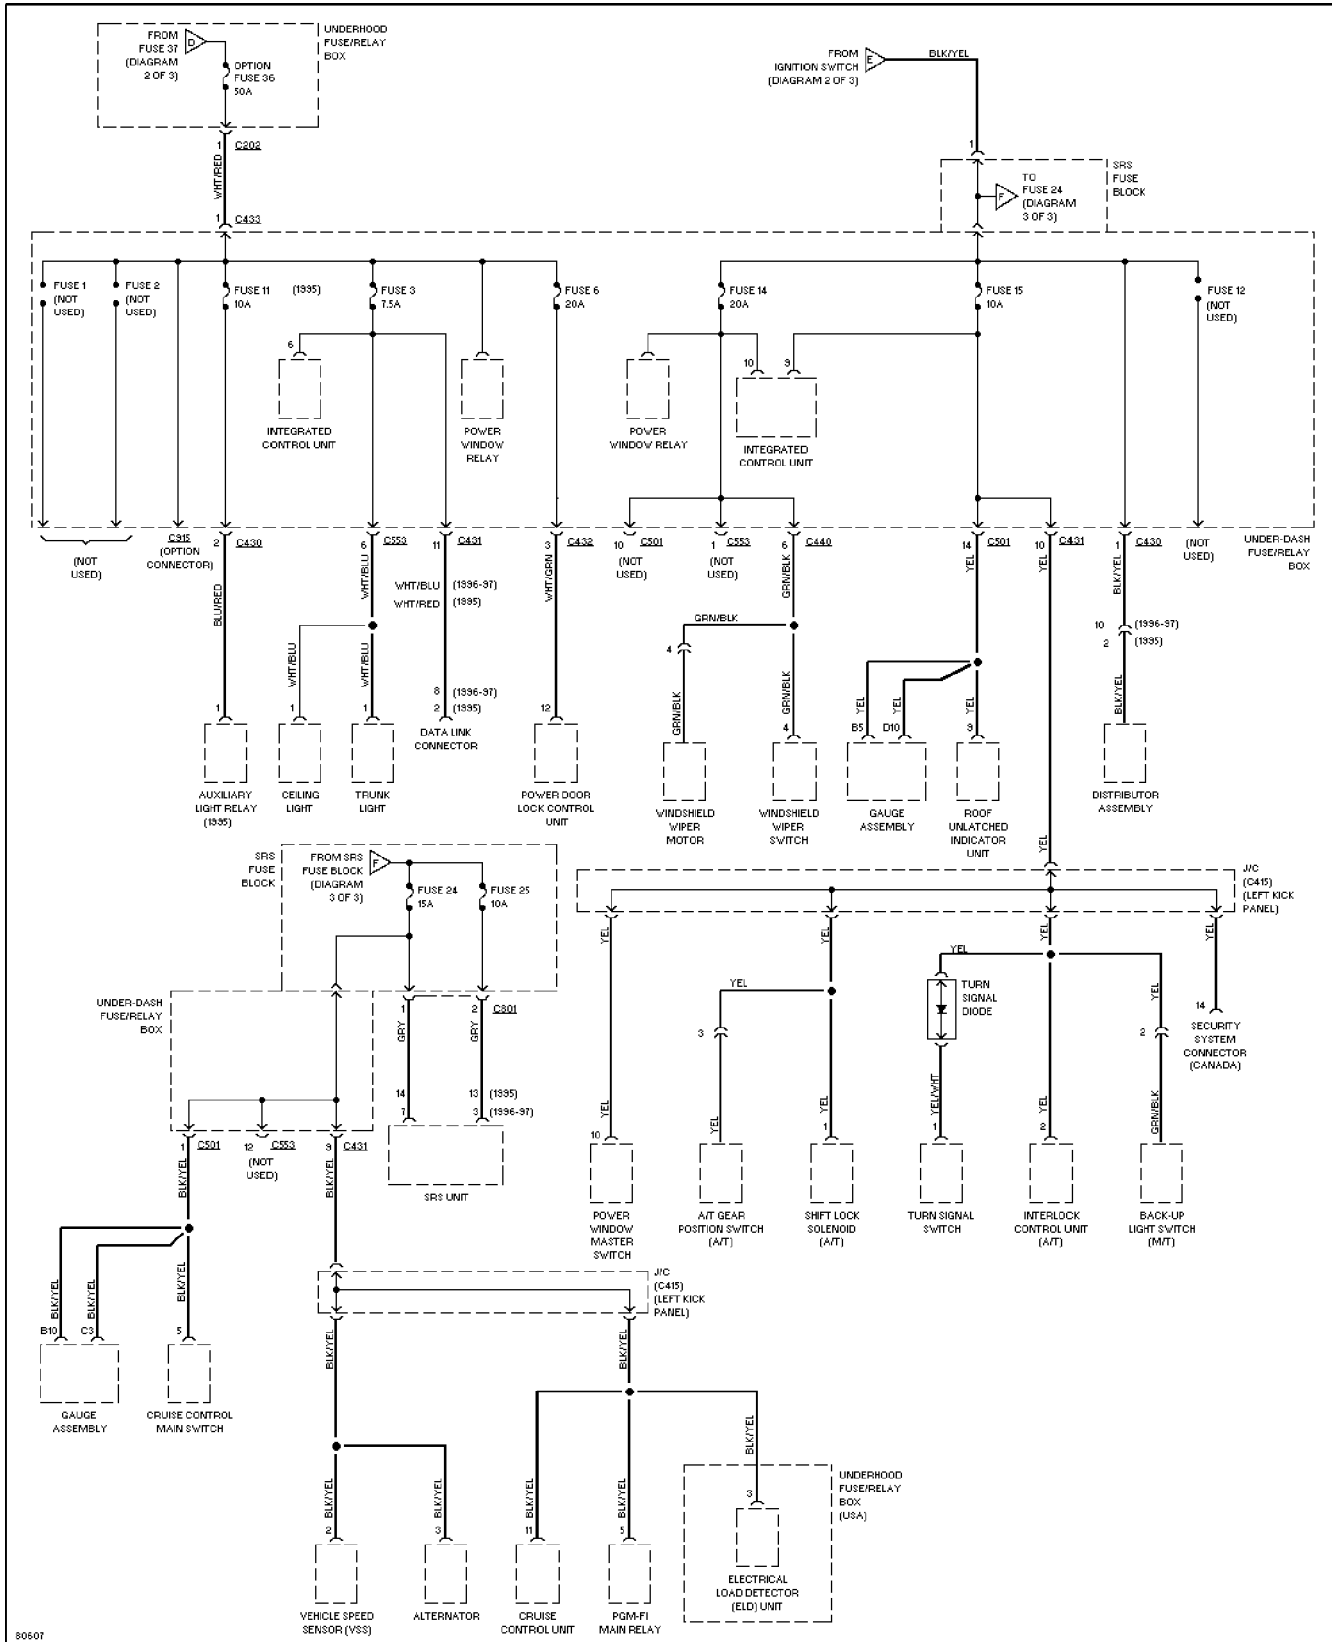 FROM
FUSE 37
(DIAGRAM
2 OF 3)
D
OPTION
FUSE 36
50A
UNDERHOOD
FUSE/RELAY
BOX
1
C202
WHT/RED
1
C433
FROM
IGNITION SWITCH
(DIAGRAM 2 OF 3)
E
BLK/YEL
1
TO
FUSE 24
(DIAGRAM
3 OF 3)
F
SRS
FUSE
BLOCK
FUSE 1
(NOT
USED)
FUSE 2
(NOT
USED)
FUSE 11
10A
(1995)
FUSE 3
7.5A
FUSE 6
20A
FUSE 14
20A
FUSE 15
10A
FUSE 12
(NOT
USED)
6
INTEGRATED
CONTROL UNIT
POWER
WINDOW
RELAY
POWER
WINDOW RELAY
10
9
INTEGRATED
CONTROL UNIT
(NOT
USED)
C915
(OPTION
CONNECTOR)
2
C430
6
C553
11
C431
3
C432
10
C501
(NOT
USED)
1
C553
(NOT
USED)
6
C440
14
C501
10
C431
1
C430
(NOT
USED)
UNDER-DASH
FUSE/RELAY
BOX
BLU/RED
WHT/BLU
WHT/BLU
(1996-97)
WHT/RED
(1995)
WHT/GRN
GRN/BLK
YEL
YEL
BLK/YEL
GRN/BLK
4
10
(1996-97)
2
(1995)
WHT/BLU
WHT/BLU
8
(1996-97)
2
(1995)
GRN/BLK
GRN/BLK
YEL
YEL
YEL
BLK/YEL
1
1
1
12
4
B5
D10
9
DATA LINK
CONNECTOR
AUXILIARY
LIGHT RELAY
(1995)
CEILING
LIGHT
TRUNK
LIGHT
POWER DOOR
LOCK CONTROL
UNIT
WINDSHIELD
WIPER
MOTOR
WINDSHIELD
WIPER
SWITCH
GAUGE
ASSEMBLY
ROOF
UNLATCHED
INDICATOR
UNIT
DISTRIBUTOR
ASSEMBLY
YEL
SRS
FUSE
BLOCK
FROM SRS
FUSE BLOCK
(DIAGRAM
3 OF 3)
F
FUSE 24
15A
FUSE 25
10A
J/C
(C415)
(LEFT KICK
PANEL)
YEL
YEL
YEL
YEL
UNDER-DASH
FUSE/RELAY
BOX
1
2
C801
GRY
GRY
14
13
(1995)
7
3
(1996-97)
SRS UNIT
YEL
3
YEL
TURN
SIGNAL
DIODE
YEL
2
14
SECURITY
SYSTEM
CONNECTOR
(CANADA)
YEL
YEL
YEL
YEL/WHT
YEL
GRN/BLK
10
1
1
2
POWER
WINDOW
MASTER
SWITCH
A/T GEAR
POSITION SWITCH
(A/T)
SHIFT LOCK
SOLENOID
(A/T)
TURN SIGNAL
SWITCH
INTERLOCK
CONTROL UNIT
(A/T)
BACK-UP
LIGHT SWITCH
(M/T)
1
C501
12
C553
(NOT
USED)
9
C431
BLK/YEL
BLK/YEL
BLK/YEL
BLK/YEL
BLK/YEL
B10
C3
5
GAUGE
ASSEMBLY
CRUISE CONTROL
MAIN SWITCH
J/C
(C415)
(LEFT KICK
PANEL)
BLK/YEL
BLK/YEL
BLK/YEL
UNDERHOOD
FUSE/RELAY
BOX
(USA)
BLK/YEL
BLK/YEL
BLK/YEL
BLK/YEL
2
3
11
5
3
VEHICLE SPEED
SENSOR (VSS)
ALTERNATOR
CRUISE
CONTROL UNIT
PGM-FI
MAIN RELAY
ELECTRICAL
LOAD DETECTOR
(ELD) UNIT
80607